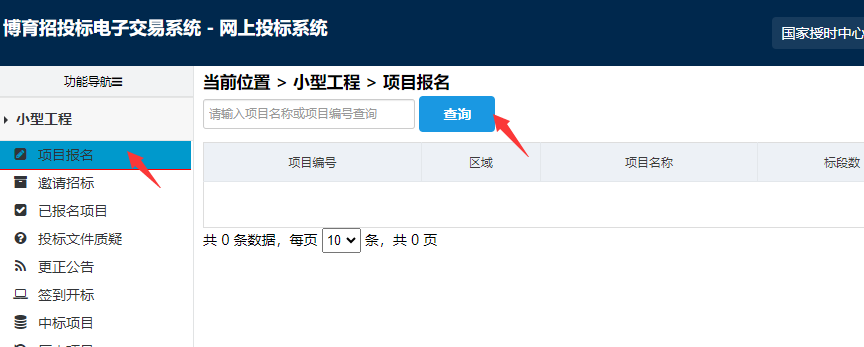 博育招投标电子交易系统 - 网上投标系统
国家授时中心
功能导航
当前位置 > 小型工程 > 项目报名
请输入项目名称或项目编号查询
查询
小型工程
项目报名
邀请招标
已报名项目
投标文件质疑
更正公告
签到开标
中标项目
项目编号 区域 项目名称 标段数
共 0 条数据，每页 10 条，共 0 页